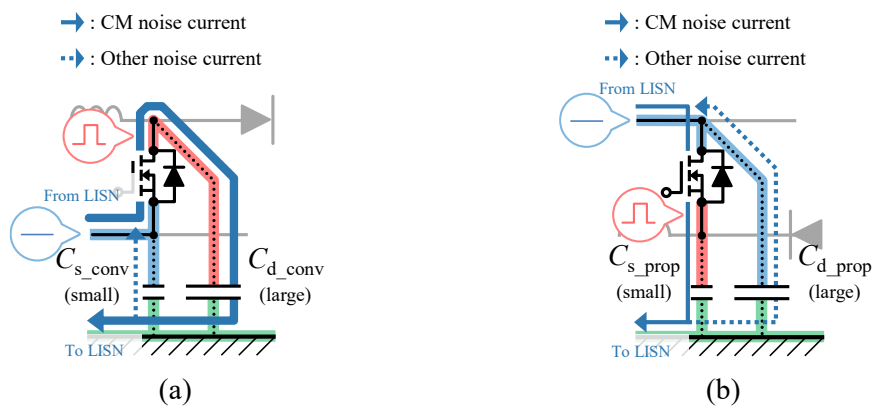 : CM noise current
: Other noise current
From LISN
C_s_conv
(small)
C_d_conv
(large)
To LISN
(a)
: CM noise current
: Other noise current
From LISN
C_s_prop
(small)
C_d_prop
(large)
To LISN
(b)